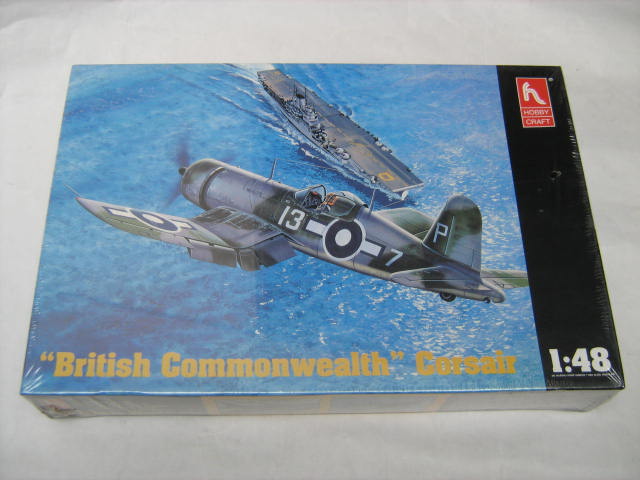 HOBBY
CRAFT
P
13
7
"British Commonwealth" Corsair
1:48